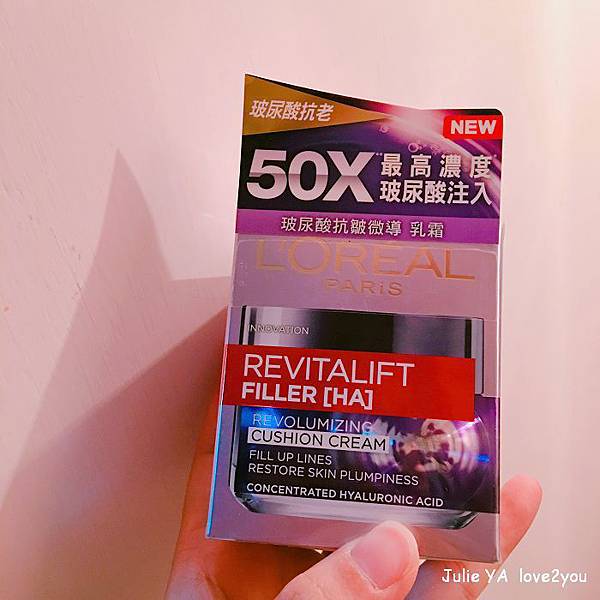 玻尿酸抗老
NEW
50X 最高濃度
玻尿酸注入
玻尿酸抗皺微導 乳霜
L'ORÉAL
PARiS
INNOVATION
REVITALIFT
FILLER [HA]
REVOLUMIZING
CUSHION CREAM
FILL UP LINES
RESTORE SKIN PLUMPINESS
CONCENTRATED HYALURONIC ACID
Julie YA love2you